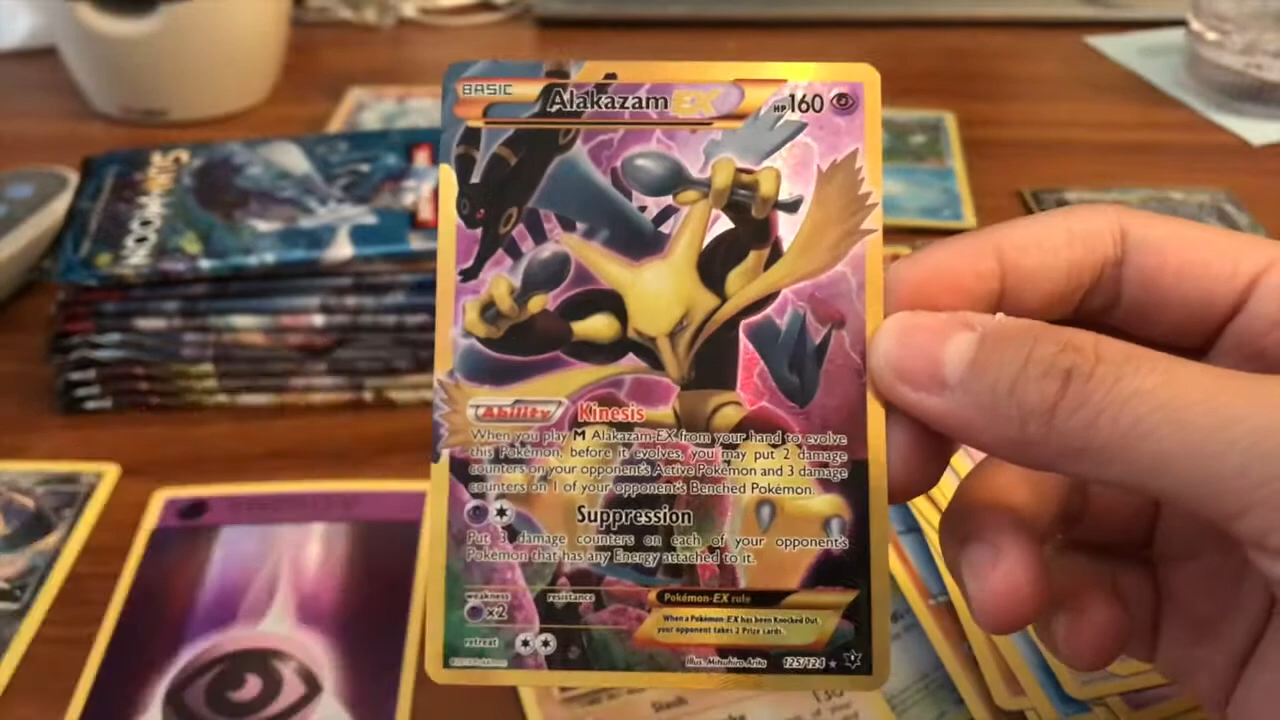 BASIC
Alakazam EX
HP160
Ability Kinesis
When you play M Alakazam-EX from your hand to evolve
this Pokémon, before it evolves, you may put 2 damage
counters on your opponent's Active Pokémon and 3 damage
counters on 1 of your opponent's Benched Pokémon.
Suppression
Put 3 damage counters on each of your opponent's
Pokémon that has any Energy attached to it.
weakness
resistance
×2
retreat
Pokémon-EX rule
When a Pokémon-EX has been Knocked Out,
your opponent takes 2 Prize cards.
Illus. Mitsuhiro Arita
125/124
Slash
130